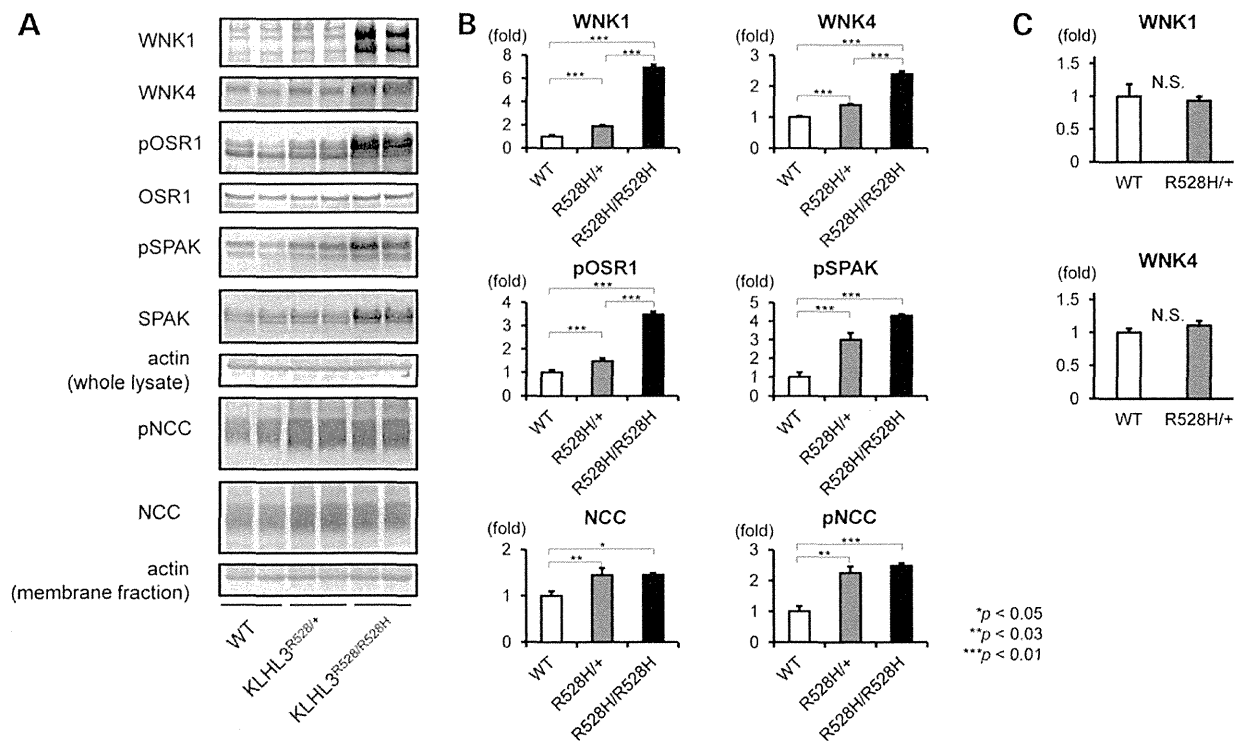 A
WNK1
WNK4
pOSR1
OSR1
pSPAK
SPAK
actin
(whole lysate)
pNCC
NCC
actin
(membrane fraction)
WT
KLHL3R528/+
KLHL3R528/R528H
B
WNK1
(fold)
***
***
***
8
6
4
2
0
WT
R528H/+
R528H/R528H
WNK4
(fold)
***
***
***
3
2
1
0
WT
R528H/+
R528H/R528H
pOSR1
(fold)
***
***
***
4
3
2
1
0
WT
R528H/+
R528H/R528H
pSPAK
(fold)
***
***
5
4
3
2
1
0
WT
R528H/+
R528H/R528H
NCC
(fold)
*
**
2
1
0
WT
R528H/+
R528H/R528H
pNCC
(fold)
***
**
3
2
1
0
WT
R528H/+
R528H/R528H
*p < 0.05
**p < 0.03
***p < 0.01
C
WNK1
(fold)
1.5
1
0.5
0
N.S.
WT R528H/+
WNK4
(fold)
1.5
1
0.5
0
N.S.
WT R528H/+